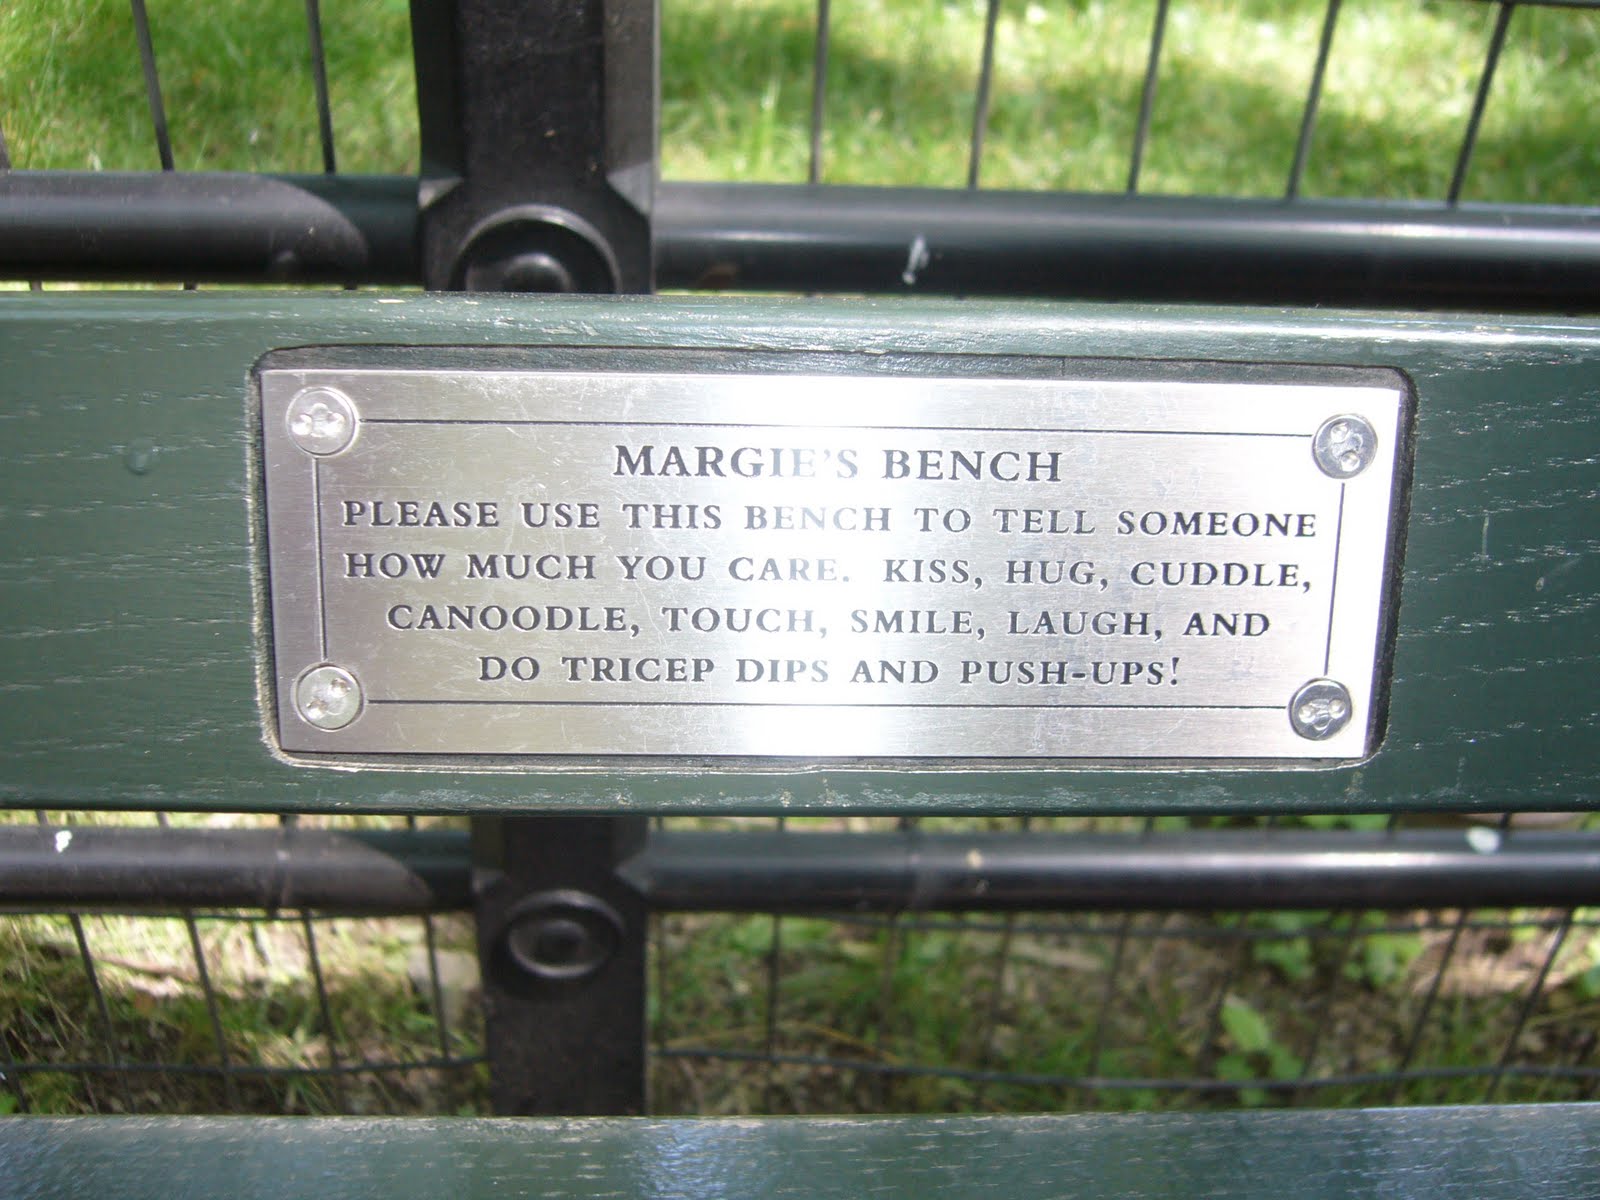 MARGIE'S BENCH
PLEASE USE THIS BENCH TO TELL SOMEONE
HOW MUCH YOU CARE. KISS, HUG, CUDDLE,
CANOODLE, TOUCH, SMILE, LAUGH, AND
DO TRICEP DIPS AND PUSH-UPS!